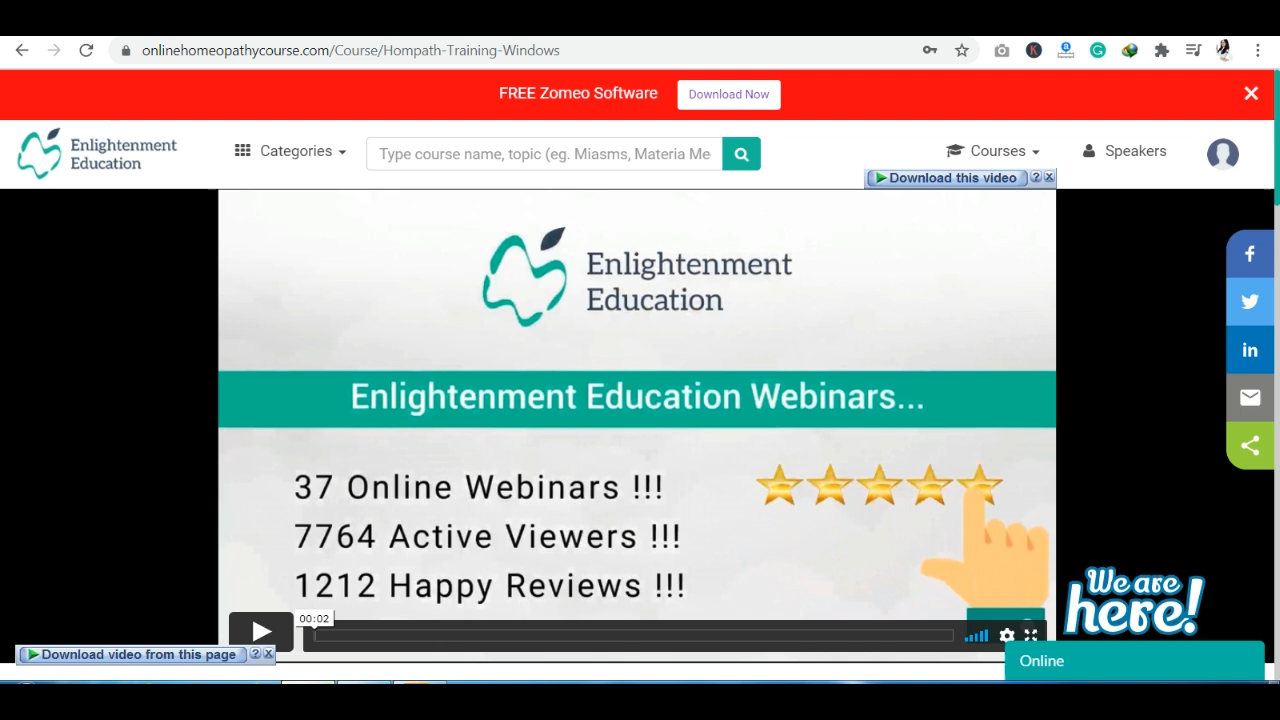 onlinehomeopathycourse.com/Course/Hompath-Training-Windows
FREE Zomeo Software
Download Now
Enlightenment
Education
Categories
Type course name, topic (eg. Miasms, Materia Me
Courses
Speakers
Download this video
Enlightenment
Education
Enlightenment Education Webinars...
37 Online Webinars !!!
7764 Active Viewers !!!
1212 Happy Reviews !!!
00:02
Download video from this page
We are
here!
Online